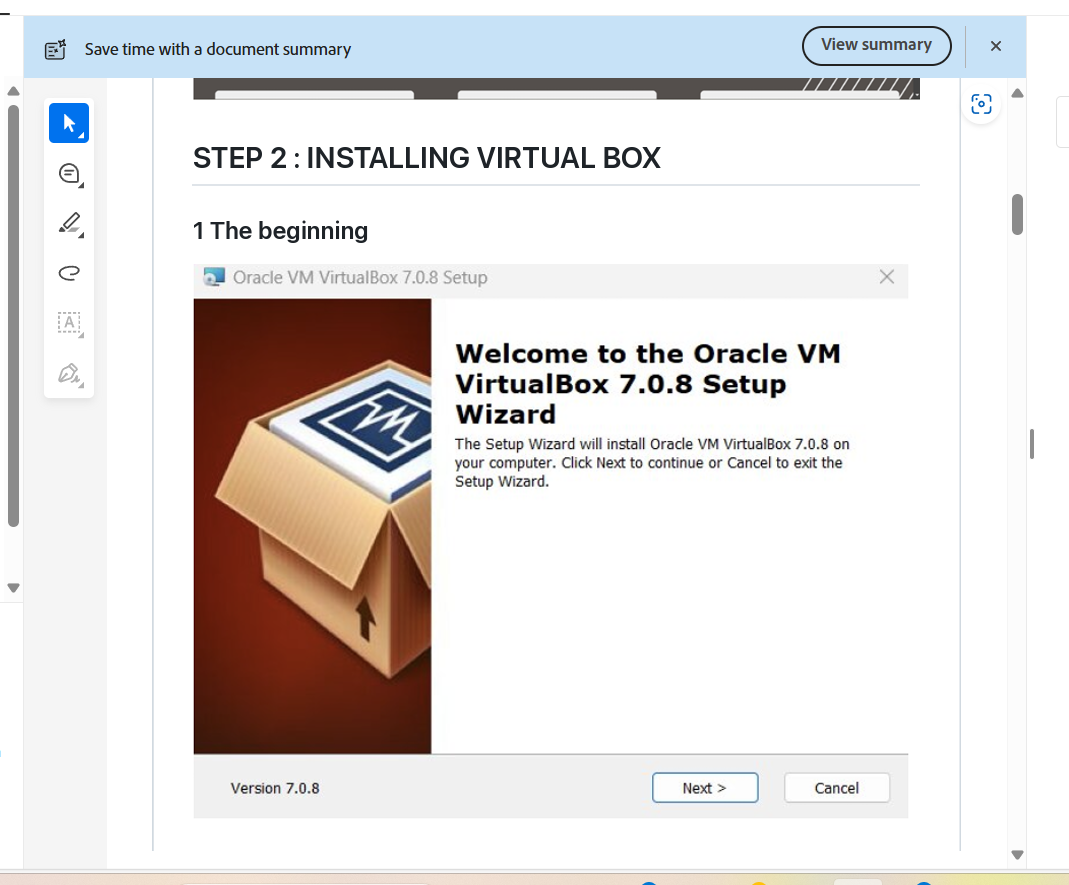 Save time with a document summary
View summary
STEP 2 : INSTALLING VIRTUAL BOX
1 The beginning
Oracle VM VirtualBox 7.0.8 Setup
Welcome to the Oracle VM
VirtualBox 7.0.8 Setup
Wizard
The Setup Wizard will install Oracle VM VirtualBox 7.0.8 on
your computer. Click Next to continue or Cancel to exit the
Setup Wizard.
Version 7.0.8
Next >
Cancel